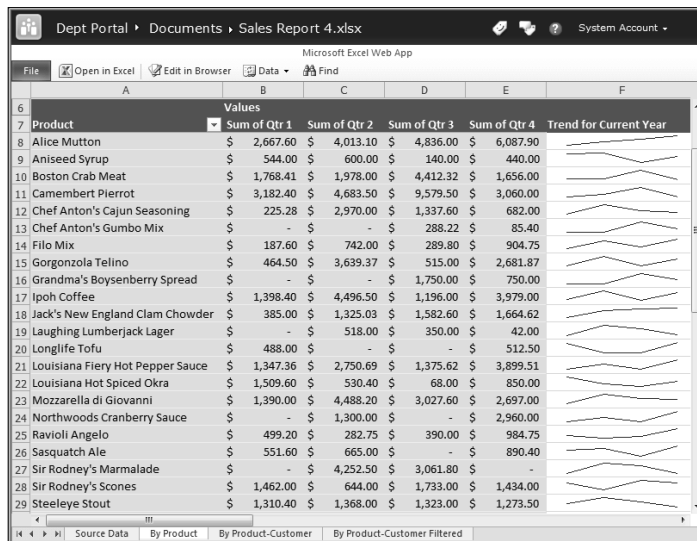 Dept Portal ▸ Documents ▸ Sales Report 4.xlsx ? System Account
Microsoft Excel Web App
File Open in Excel Edit in Browser Data Find
A B C D E F
6 Values
7 Product Sum of Qtr 1 Sum of Qtr 2 Sum of Qtr 3 Sum of Qtr 4 Trend for Current Year
8 Alice Mutton $ 2,667.60 $ 4,013.10 $ 4,836.00 $ 6,087.90
9 Aniseed Syrup $ 544.00 $ 600.00 $ 140.00 $ 440.00
10 Boston Crab Meat $ 1,768.41 $ 1,978.00 $ 4,412.32 $ 1,656.00
11 Camembert Pierrot $ 3,182.40 $ 4,683.50 $ 9,579.50 $ 3,060.00
12 Chef Anton's Cajun Seasoning $ 225.28 $ 2,970.00 $ 1,337.60 $ 682.00
13 Chef Anton's Gumbo Mix $ - $ - $ 288.22 $ 85.40
14 Filo Mix $ 187.60 $ 742.00 $ 289.80 $ 904.75
15 Gorgonzola Telino $ 464.50 $ 3,639.37 $ 515.00 $ 2,681.87
16 Grandma's Boysenberry Spread $ - $ - $ 1,750.00 $ 750.00
17 Ipoh Coffee $ 1,398.40 $ 4,496.50 $ 1,196.00 $ 3,979.00
18 Jack's New England Clam Chowder $ 385.00 $ 1,325.03 $ 1,582.60 $ 1,664.62
19 Laughing Lumberjack Lager $ - $ 518.00 $ 350.00 $ 42.00
20 Longlife Tofu $ 488.00 $ - $ - $ 512.50
21 Louisiana Fiery Hot Pepper Sauce $ 1,347.36 $ 2,750.69 $ 1,375.62 $ 3,899.51
22 Louisiana Hot Spiced Okra $ 1,509.60 $ 530.40 $ 68.00 $ 850.00
23 Mozzarella di Giovanni $ 1,390.00 $ 4,488.20 $ 3,027.60 $ 2,697.00
24 Northwoods Cranberry Sauce $ - $ 1,300.00 $ - $ 2,960.00
25 Ravioli Angelo $ 499.20 $ 282.75 $ 390.00 $ 984.75
26 Sasquatch Ale $ 551.60 $ 665.00 $ - $ 890.40
27 Sir Rodney's Marmalade $ - $ 4,252.50 $ 3,061.80 $ -
28 Sir Rodney's Scones $ 1,462.00 $ 644.00 $ 1,733.00 $ 1,434.00
29 Steeleye Stout $ 1,310.40 $ 1,368.00 $ 1,323.00 $ 1,273.50
Source Data By Product By Product-Customer By Product-Customer Filtered